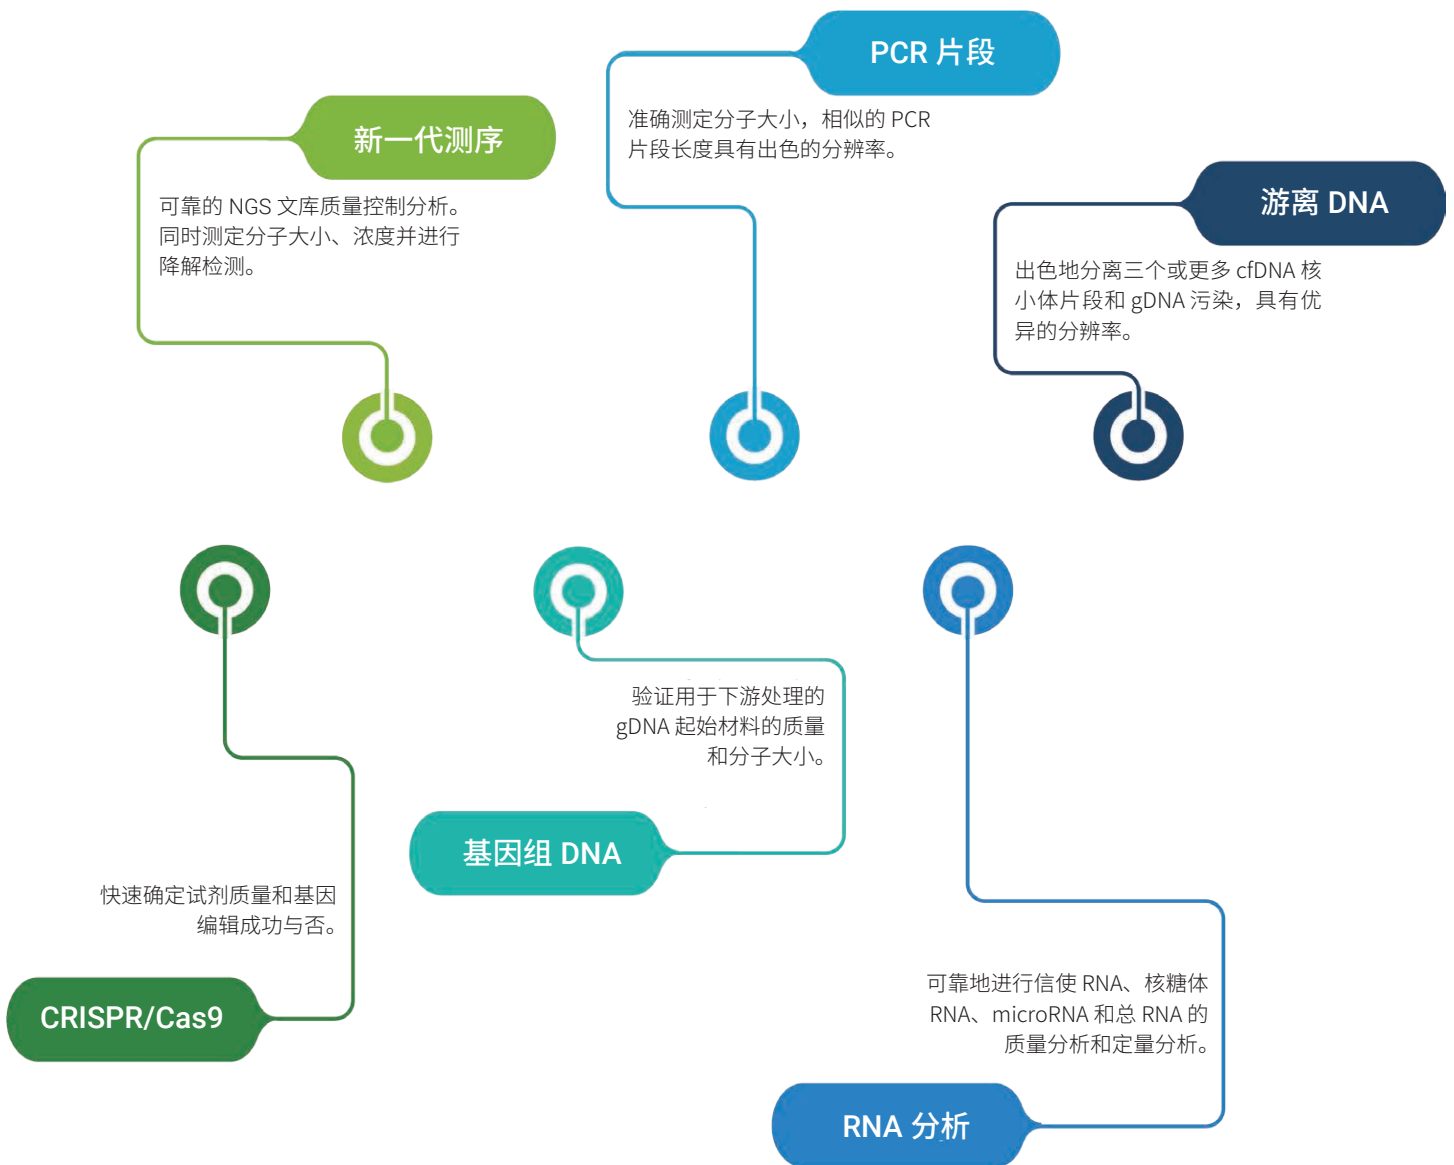 PCR 片段
准确测定分子大小，相似的 PCR
片段长度具有出色的分辨率。
新一代测序
可靠的 NGS 文库质量控制分析。
同时测定分子大小、浓度并进行
降解检测。
游离 DNA
出色地分离三个或更多 cfDNA 核
小体片段和 gDNA 污染，具有优
异的分辨率。
验证用于下游处理的
gDNA 起始材料的质量
和分子大小。
基因组 DNA
快速确定试剂质量和基因
编辑成功与否。
CRISPR/Cas9
可靠地进行信使 RNA、核糖体
RNA、microRNA 和总 RNA 的
质量分析和定量分析。
RNA 分析